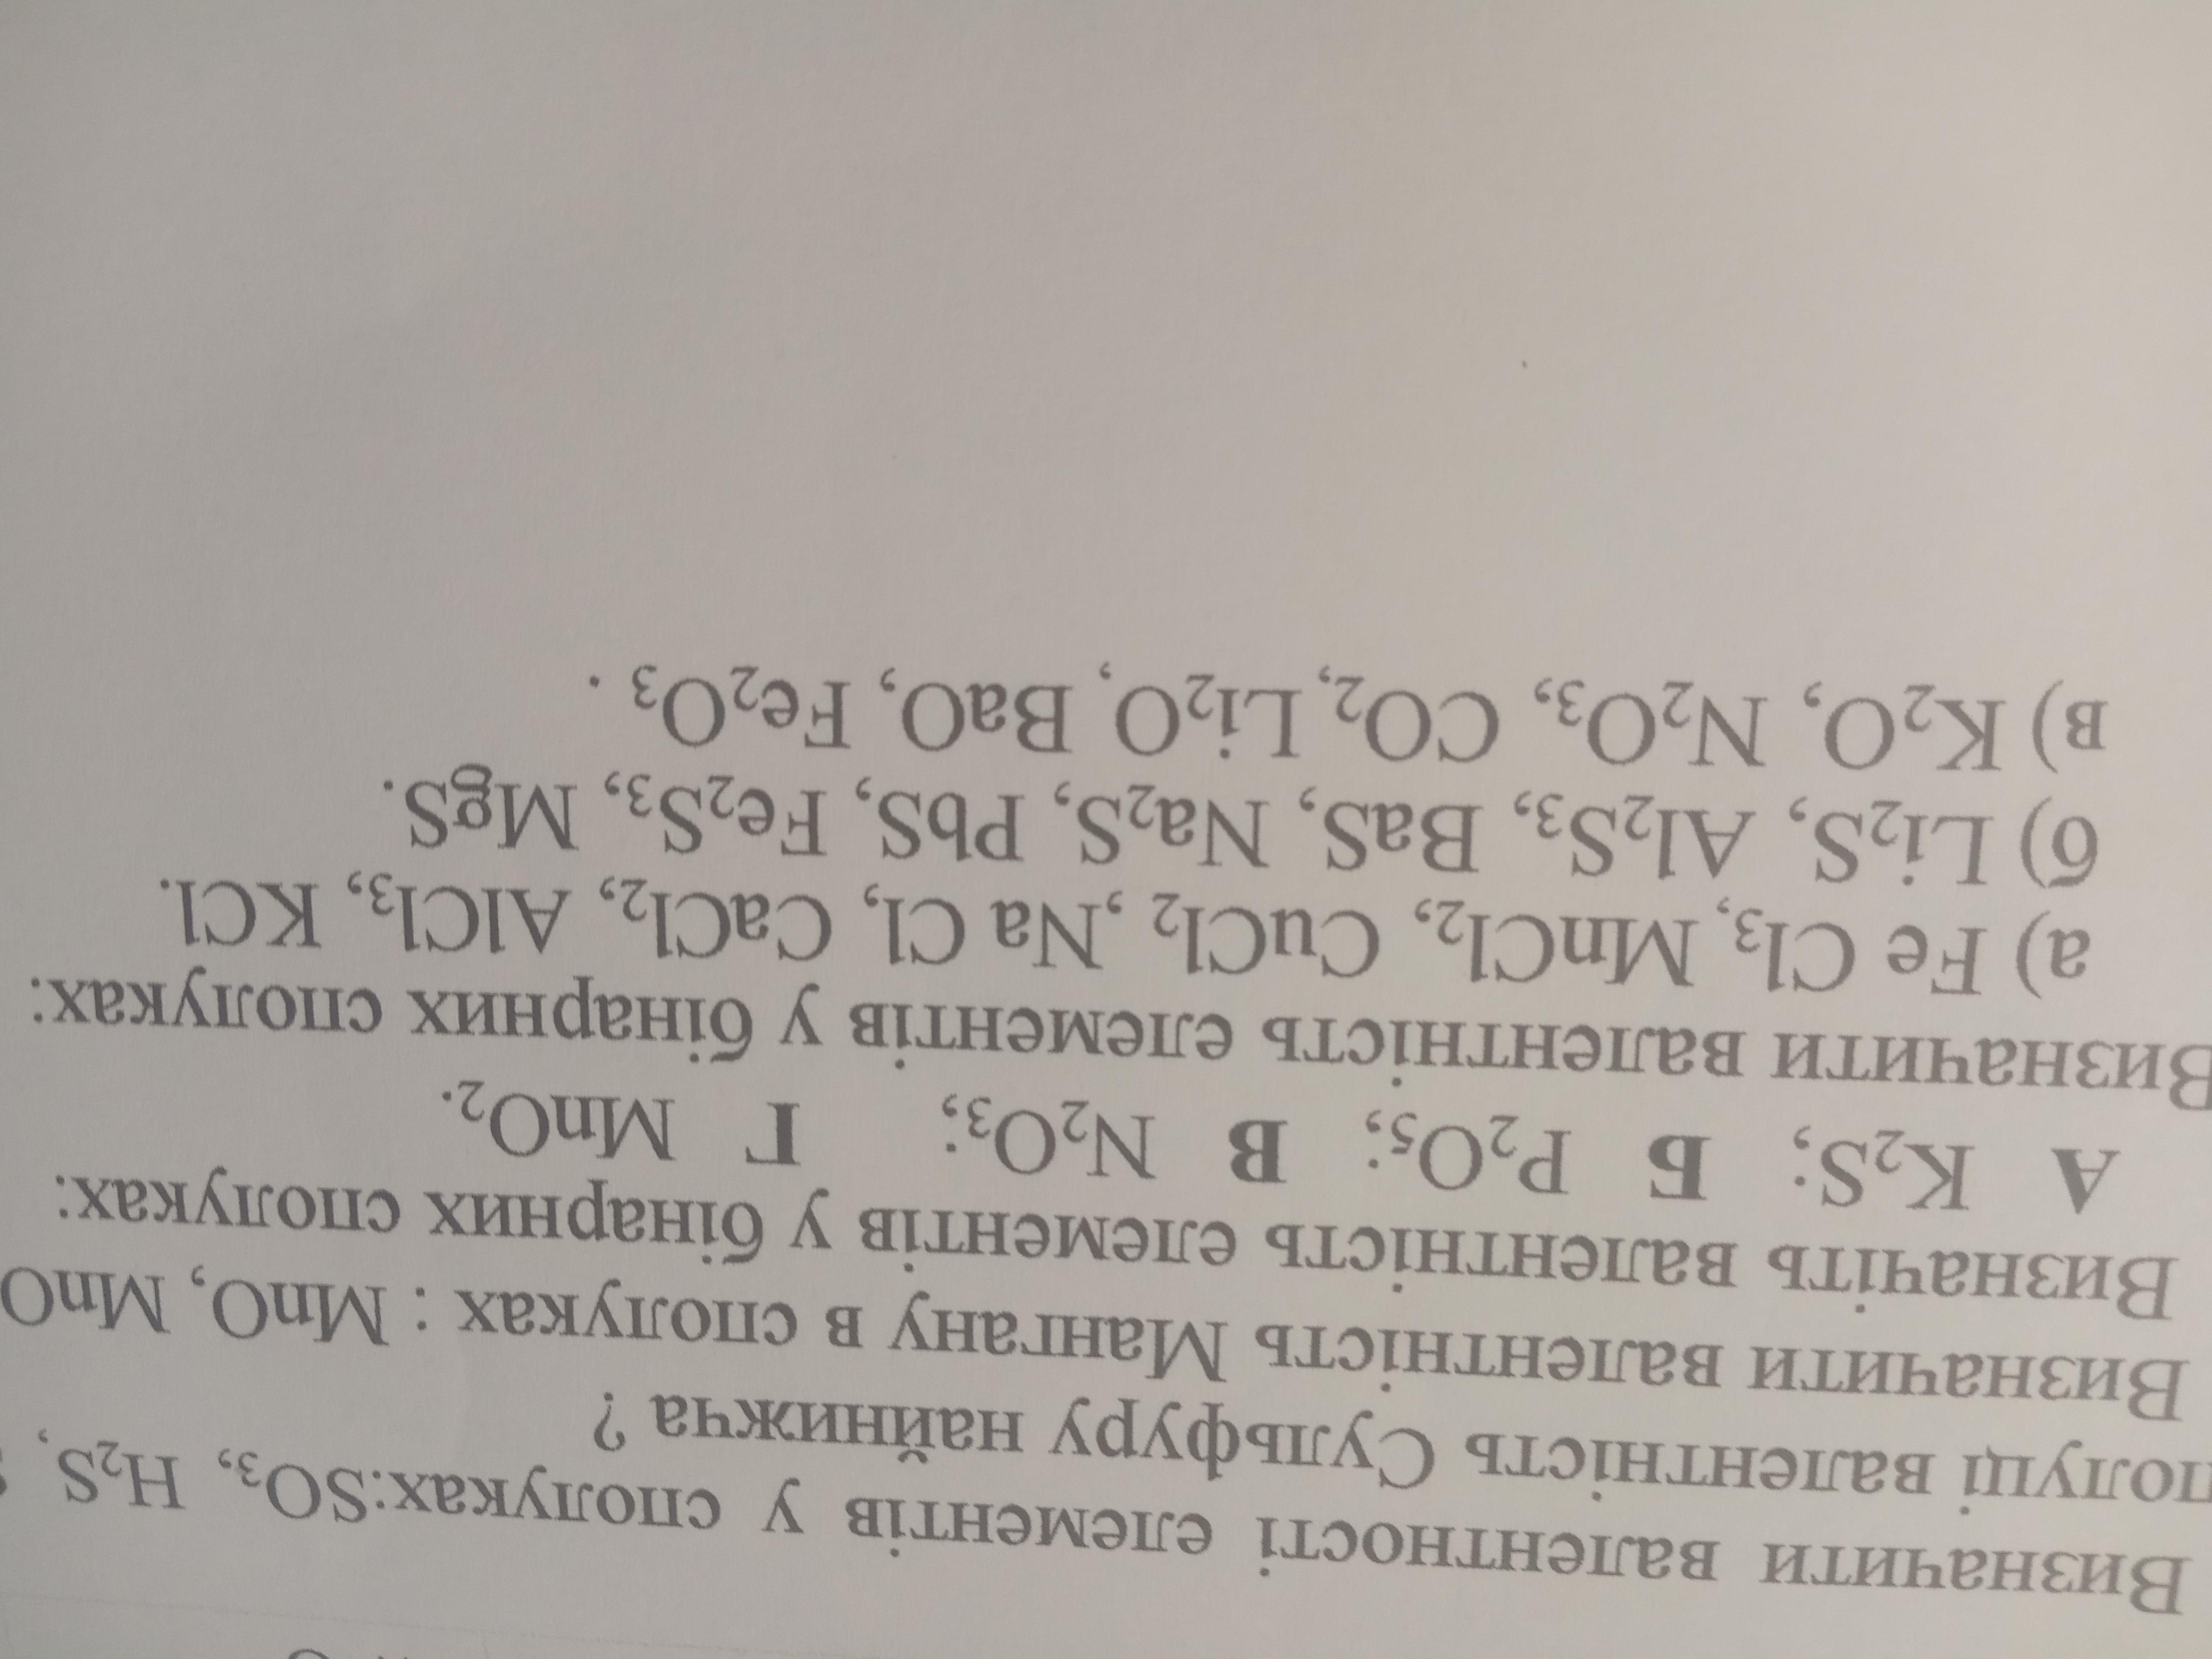 Визначити валентності елементів у сполуках:SO₃, H₂S,
полуці валентність Сульфуру найнижча ?
Визначити валентність Мангану в сполуках : MnO, MnO
Визначіть валентність елементів у бінарних сполуках:
А K₂S; Б P₂O₅; В N₂O₃; Г MnO₂.
Визначити валентність елементів у бінарних сполуках:
а) Fe Cl₃, MnCl₂, CuCl₂ ,Na Cl, CaCl₂, AlCl₃, KCl.
б) Li₂S, Al₂S₃, BaS, Na₂S, PbS, Fe₂S₃, MgS.
в) K₂O, N₂O₃, CO₂, Li₂O, BaO, Fe₂O₃ .